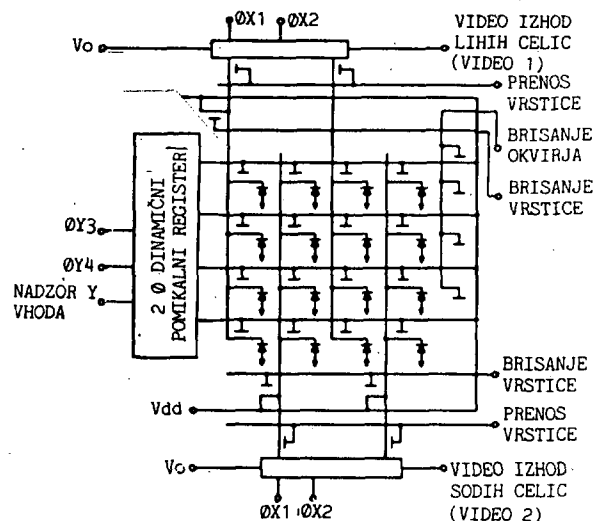 ØX1 ØX2
Vo
VIDEO IZHOD
LIHIH CELIC
(VIDEO 1)
PRENOS
VRSTICE
BRISANJE
OKVIRJA
BRISANJE
VRSTICE
2 Ø DINAMIČNI
POMIKALNI REGISTER
ØY3
ØY4
NADZOR Y
VHODA
BRISANJE
VRSTICE
Vdd
PRENOS
VRSTICE
Vo
VIDEO IZHOD
SODIH CELIC
(VIDEO 2)
ØX1 ØX2